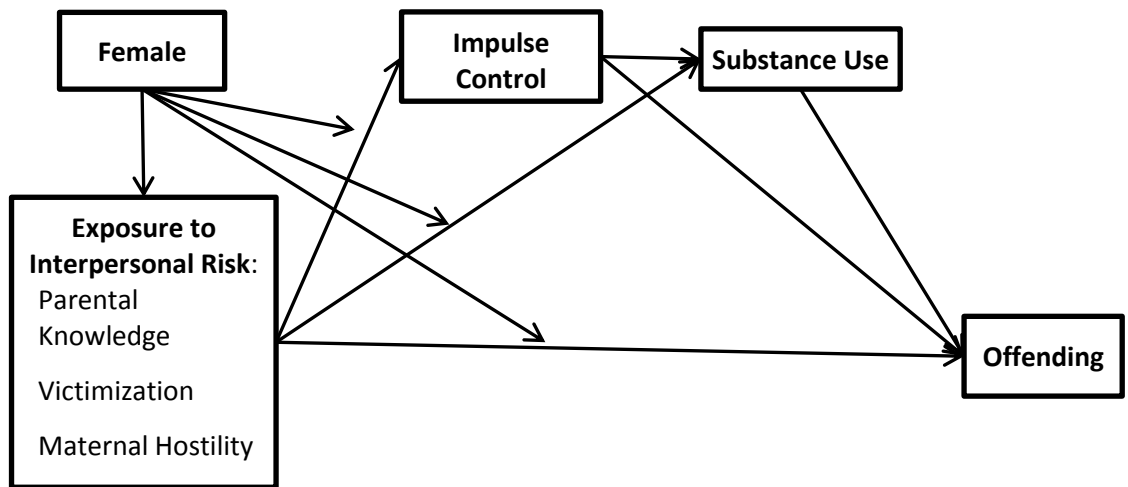 Female
Impulse
Control
Substance Use
Exposure to
Interpersonal Risk:
Parental
Knowledge
Victimization
Maternal Hostility
Offending